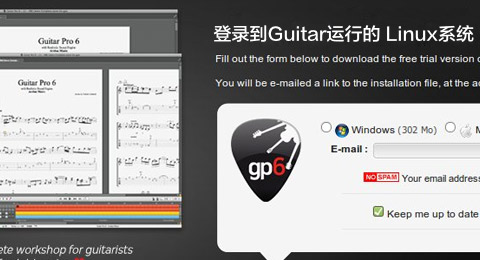 Guitar Pro 6
Guitar Pro 6
登录到Guitar运行的 Linux系统
Fill out the form below to download the free trial version
You will be e-mailed a link to the installation file, at the
gp6
Windows (302 Mo)
E-mail :
NO SPAM Your email address
Keep me up to date
workshop for guitarists